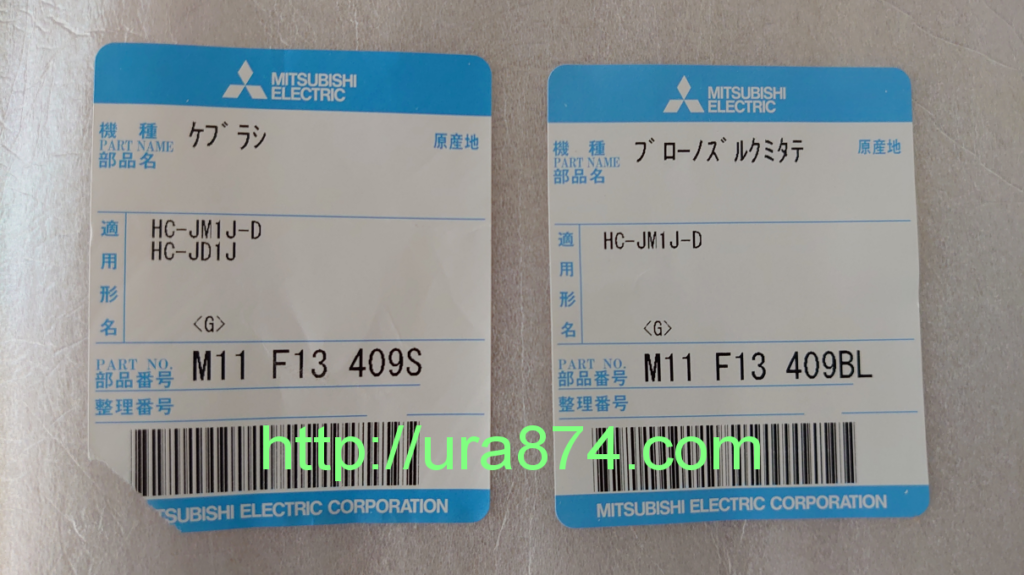 MITSUBISHI
ELECTRIC
機種
PART NAME
部品名
ケブラシ
原産地
適用形名
HC-JM1J-D
HC-JD1J
<G>
PART NO.
部品番号
M11 F13 409S
整理番号
TSUBISHI ELECTRIC CORPORATION
MITSUBISHI
ELECTRIC
機種
PART NAME
部品名
ブローノズルクミタテ
原産地
適用形名
HC-JM1J-D
<G>
PART NO.
部品番号
M11 F13 409BL
整理番号
MITSUBISHI ELECTRIC CORPORATION
http://ura874.com